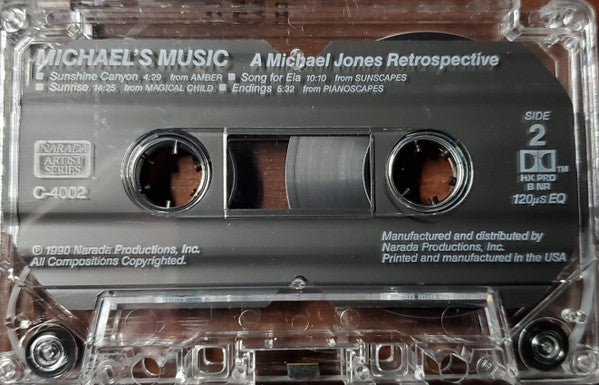 MICHAEL'S MUSIC A Michael Jones Retrospective
Sunshine Canyon 4:29 from AMBER ■ Song for Eia 10:10 from SUNSCAPES
■ Sunrise 14:25 from MAGICAL CHILD ■ Endings 5:32 from PIANOSCAPES
NARADA
ARTIST
SERIES
C-4002
SIDE
2
HX PRO
B NR
120µs EQ
TM
℗ 1990 Narada Productions, Inc.
All Compositions Copyrighted.
Manufactured and distributed by
Narada Productions, Inc.
Printed and manufactured in the USA